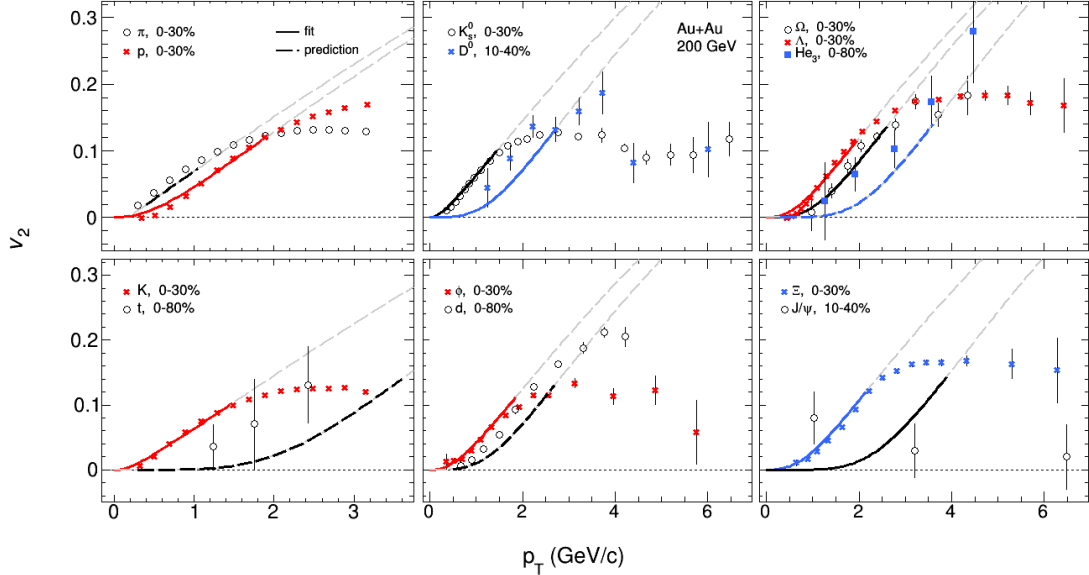 0.3
0.2
0.1
0
π, 0-30%
p, 0-30%
fit
prediction
K⁰ₛ, 0-30%
D⁰, 10-40%
Au+Au
200 GeV
Ω, 0-30%
Λ, 0-30%
He₃, 0-80%
v₂
0.3
0.2
0.1
0
K, 0-30%
t, 0-80%
ϕ, 0-30%
d, 0-80%
Ξ, 0-30%
J/ψ, 10-40%
0 1 2 3
0 2 4 6
0 2 4 6
p_T (GeV/c)